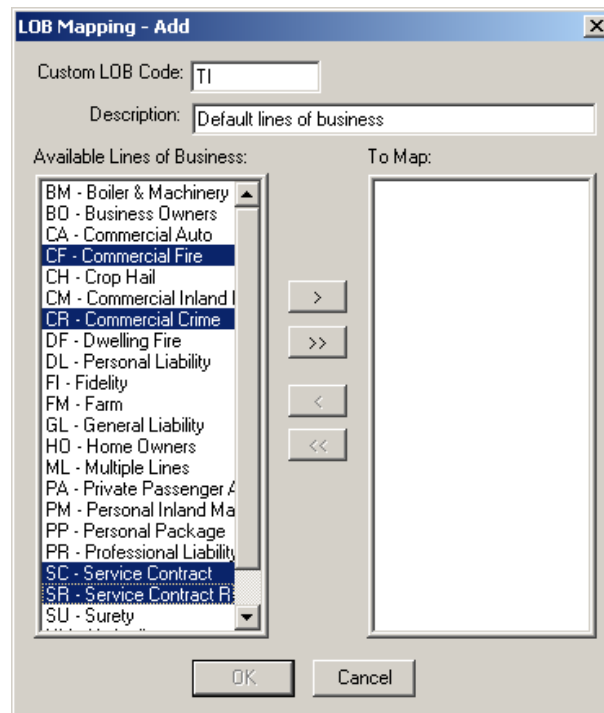 LOB Mapping - Add
Custom LOB Code: TI
Description: Default lines of business
Available Lines of Business:
To Map:
BM - Boiler & Machinery
BO - Business Owners
CA - Commercial Auto
CF - Commercial Fire
CH - Crop Hail
CM - Commercial Inland
CR - Commercial Crime
DF - Dwelling Fire
DL - Personal Liability
FI - Fidelity
FM - Farm
GL - General Liability
HO - Home Owners
ML - Multiple Lines
PA - Private Passenger
PM - Personal Inland Ma
PP - Personal Package
PR - Professional Liability
SC - Service Contract
SR - Service Contract R
SU - Surety
>
>>
<
<<
OK
Cancel